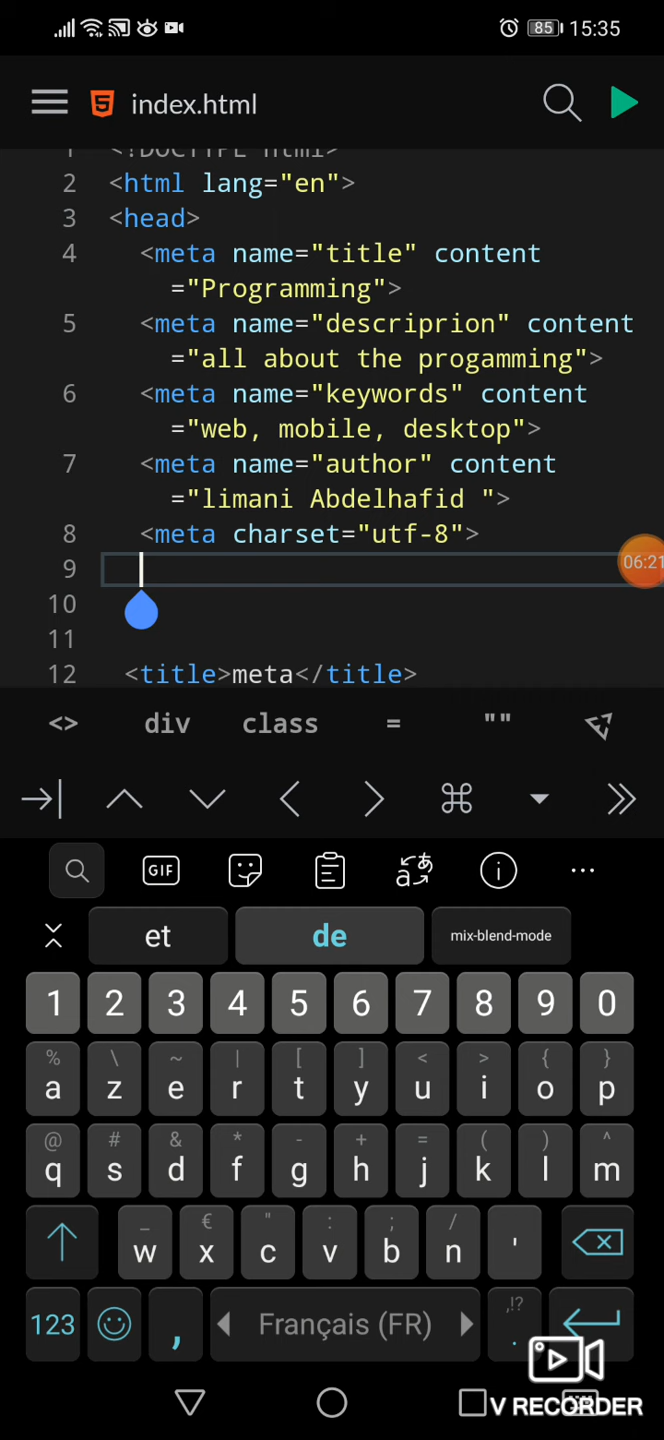 85 15:35
index.html
1 <!DOCTYPE html>
2 <html lang="en">
3 <head>
4 <meta name="title" content
="Programming">
5 <meta name="descriprion" content
="all about the progamming">
6 <meta name="keywords" content
="web, mobile, desktop">
7 <meta name="author" content
="limani Abdelhafid ">
8 <meta charset="utf-8">
9
06:21
10
11
12 <title>meta</title>
<> div class = ""
GIF
et de mix-blend-mode
1 2 3 4 5 6 7 8 9 0
% \ ~ | [ ] < > { }
a z e r t y u i o p
@ # & * - + = ( ) ^
q s d f g h j k l m
_ € " : ; /
w x c v b n '
,!?
123 , Français (FR) .
V RECORDER